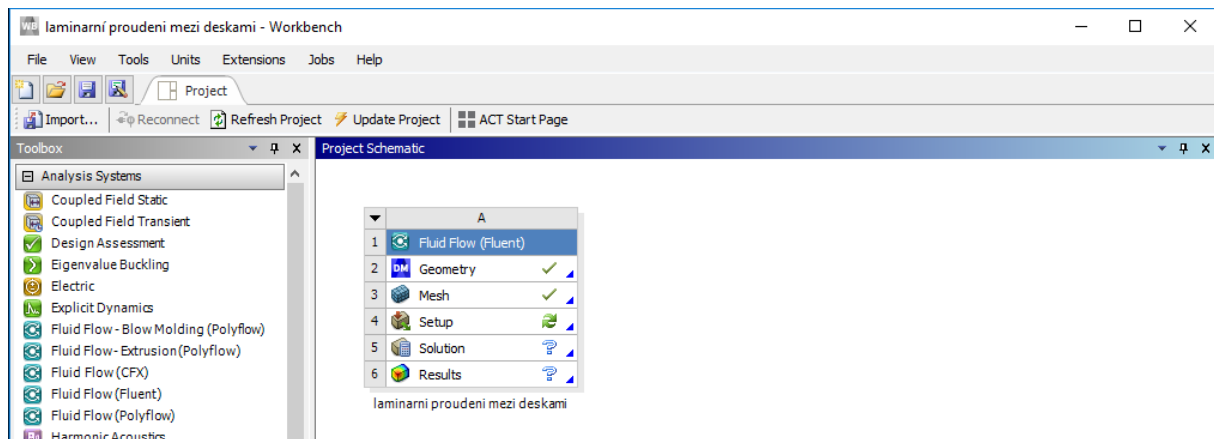 laminarní proudeni mezi deskami - Workbench
File View Tools Units Extensions Jobs Help
Project
Import... Reconnect Refresh Project Update Project ACT Start Page
Toolbox
Project Schematic
Analysis Systems
Coupled Field Static
Coupled Field Transient
Design Assessment
Eigenvalue Buckling
Electric
Explicit Dynamics
Fluid Flow - Blow Molding (Polyflow)
Fluid Flow - Extrusion (Polyflow)
Fluid Flow (CFX)
Fluid Flow (Fluent)
Fluid Flow (Polyflow)
Harmonic Acoustics
A
1 Fluid Flow (Fluent)
2 DM Geometry
3 Mesh
4 Setup
5 Solution
6 Results
laminarni proudeni mezi deskami